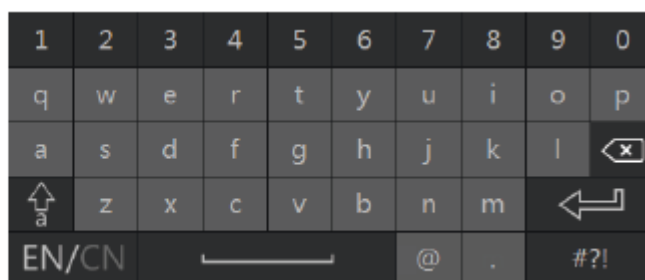 1 2 3 4 5 6 7 8 9 0
q w e r t y u i o p
a s d f g h j k l
a z x c v b n m
EN/CN @ . #?!